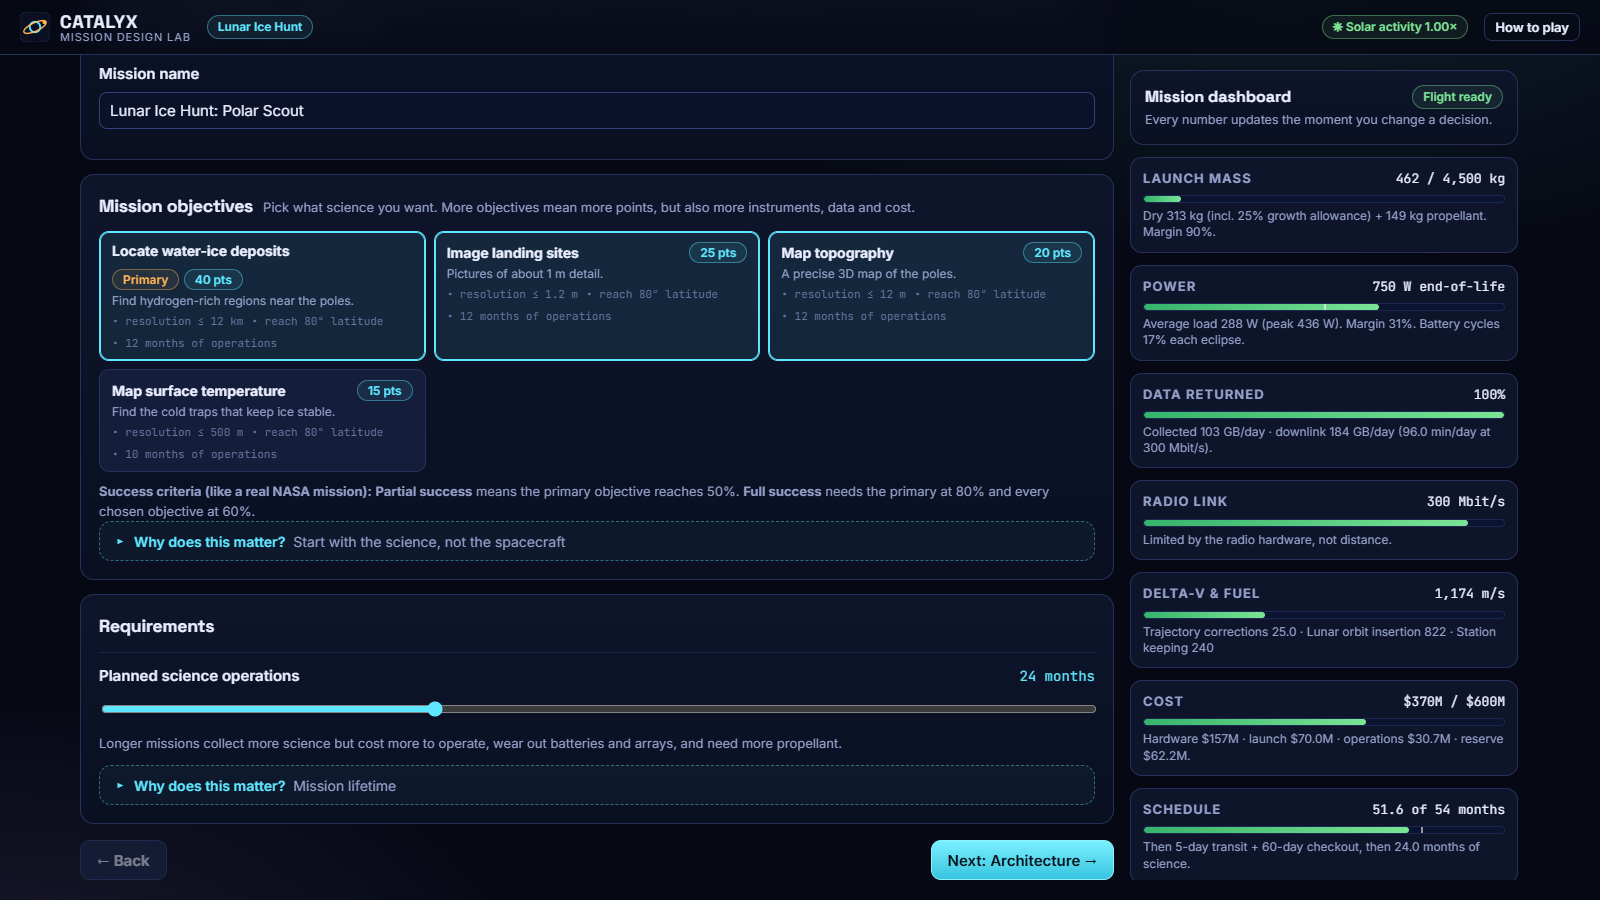 CATALYX
MISSION DESIGN LAB
Lunar Ice Hunt
Solar activity 1.00×
How to play
Mission name
Lunar Ice Hunt: Polar Scout
Mission objectives Pick what science you want. More objectives mean more points, but also more instruments, data and cost.
Locate water-ice deposits
Primary 40 pts
Find hydrogen-rich regions near the poles.
• resolution ≤ 12 km • reach 80° latitude
• 12 months of operations
Image landing sites 25 pts
Pictures of about 1 m detail.
• resolution ≤ 1.2 m • reach 80° latitude
• 12 months of operations
Map topography 20 pts
A precise 3D map of the poles.
• resolution ≤ 12 m • reach 80° latitude
• 12 months of operations
Map surface temperature 15 pts
Find the cold traps that keep ice stable.
• resolution ≤ 500 m • reach 80° latitude
• 10 months of operations
Success criteria (like a real NASA mission): Partial success means the primary objective reaches 50%. Full success needs the primary at 80% and every
chosen objective at 60%.
▸ Why does this matter? Start with the science, not the spacecraft
Requirements
Planned science operations 24 months
Longer missions collect more science but cost more to operate, wear out batteries and arrays, and need more propellant.
▸ Why does this matter? Mission lifetime
← Back
Next: Architecture →
Mission dashboard Flight ready
Every number updates the moment you change a decision.
LAUNCH MASS 462 / 4,500 kg
Dry 313 kg (incl. 25% growth allowance) + 149 kg propellant.
Margin 90%.
POWER 750 W end-of-life
Average load 288 W (peak 436 W). Margin 31%. Battery cycles
17% each eclipse.
DATA RETURNED 100%
Collected 103 GB/day · downlink 184 GB/day (96.0 min/day at
300 Mbit/s).
RADIO LINK 300 Mbit/s
Limited by the radio hardware, not distance.
DELTA-V & FUEL 1,174 m/s
Trajectory corrections 25.0 · Lunar orbit insertion 822 · Station
keeping 240
COST $370M / $600M
Hardware $157M · launch $70.0M · operations $30.7M · reserve
$62.2M.
SCHEDULE 51.6 of 54 months
Then 5-day transit + 60-day checkout, then 24.0 months of
science.